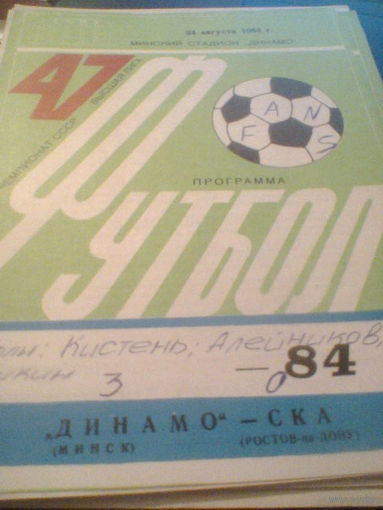 24 августа 1984 г.
МИНСКИЙ СТАДИОН „ДИНАМО"
47
ЧЕМПИОНАТ СССР
ВЫСШАЯ ЛИГА
FANS
ПРОГРАММА
ФУТБОЛ
голы: Кистень, Алейников,
3 — 0
84
„ДИНАМО" — СКА
(МИНСК) (РОСТОВ-на-ДОНУ)